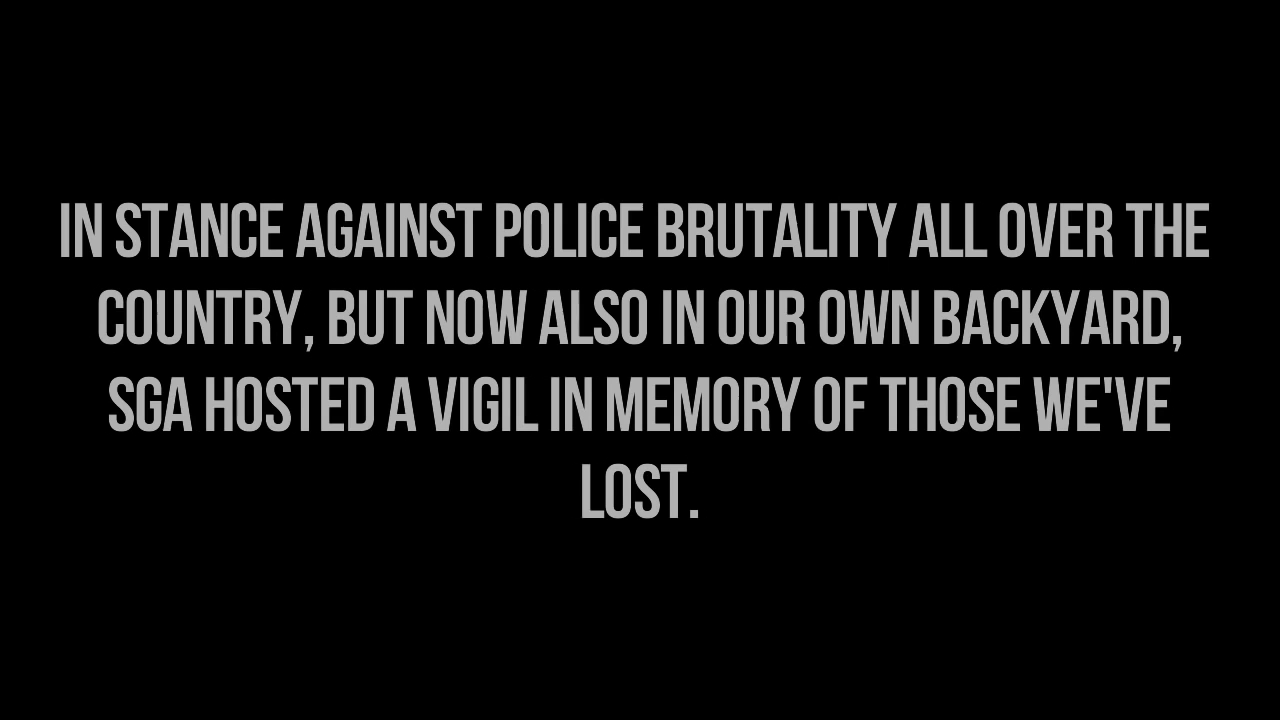 IN STANCE AGAINST POLICE BRUTALITY ALL OVER THE
COUNTRY, BUT NOW ALSO IN OUR OWN BACKYARD,
SGA HOSTED A VIGIL IN MEMORY OF THOSE WE'VE
LOST.